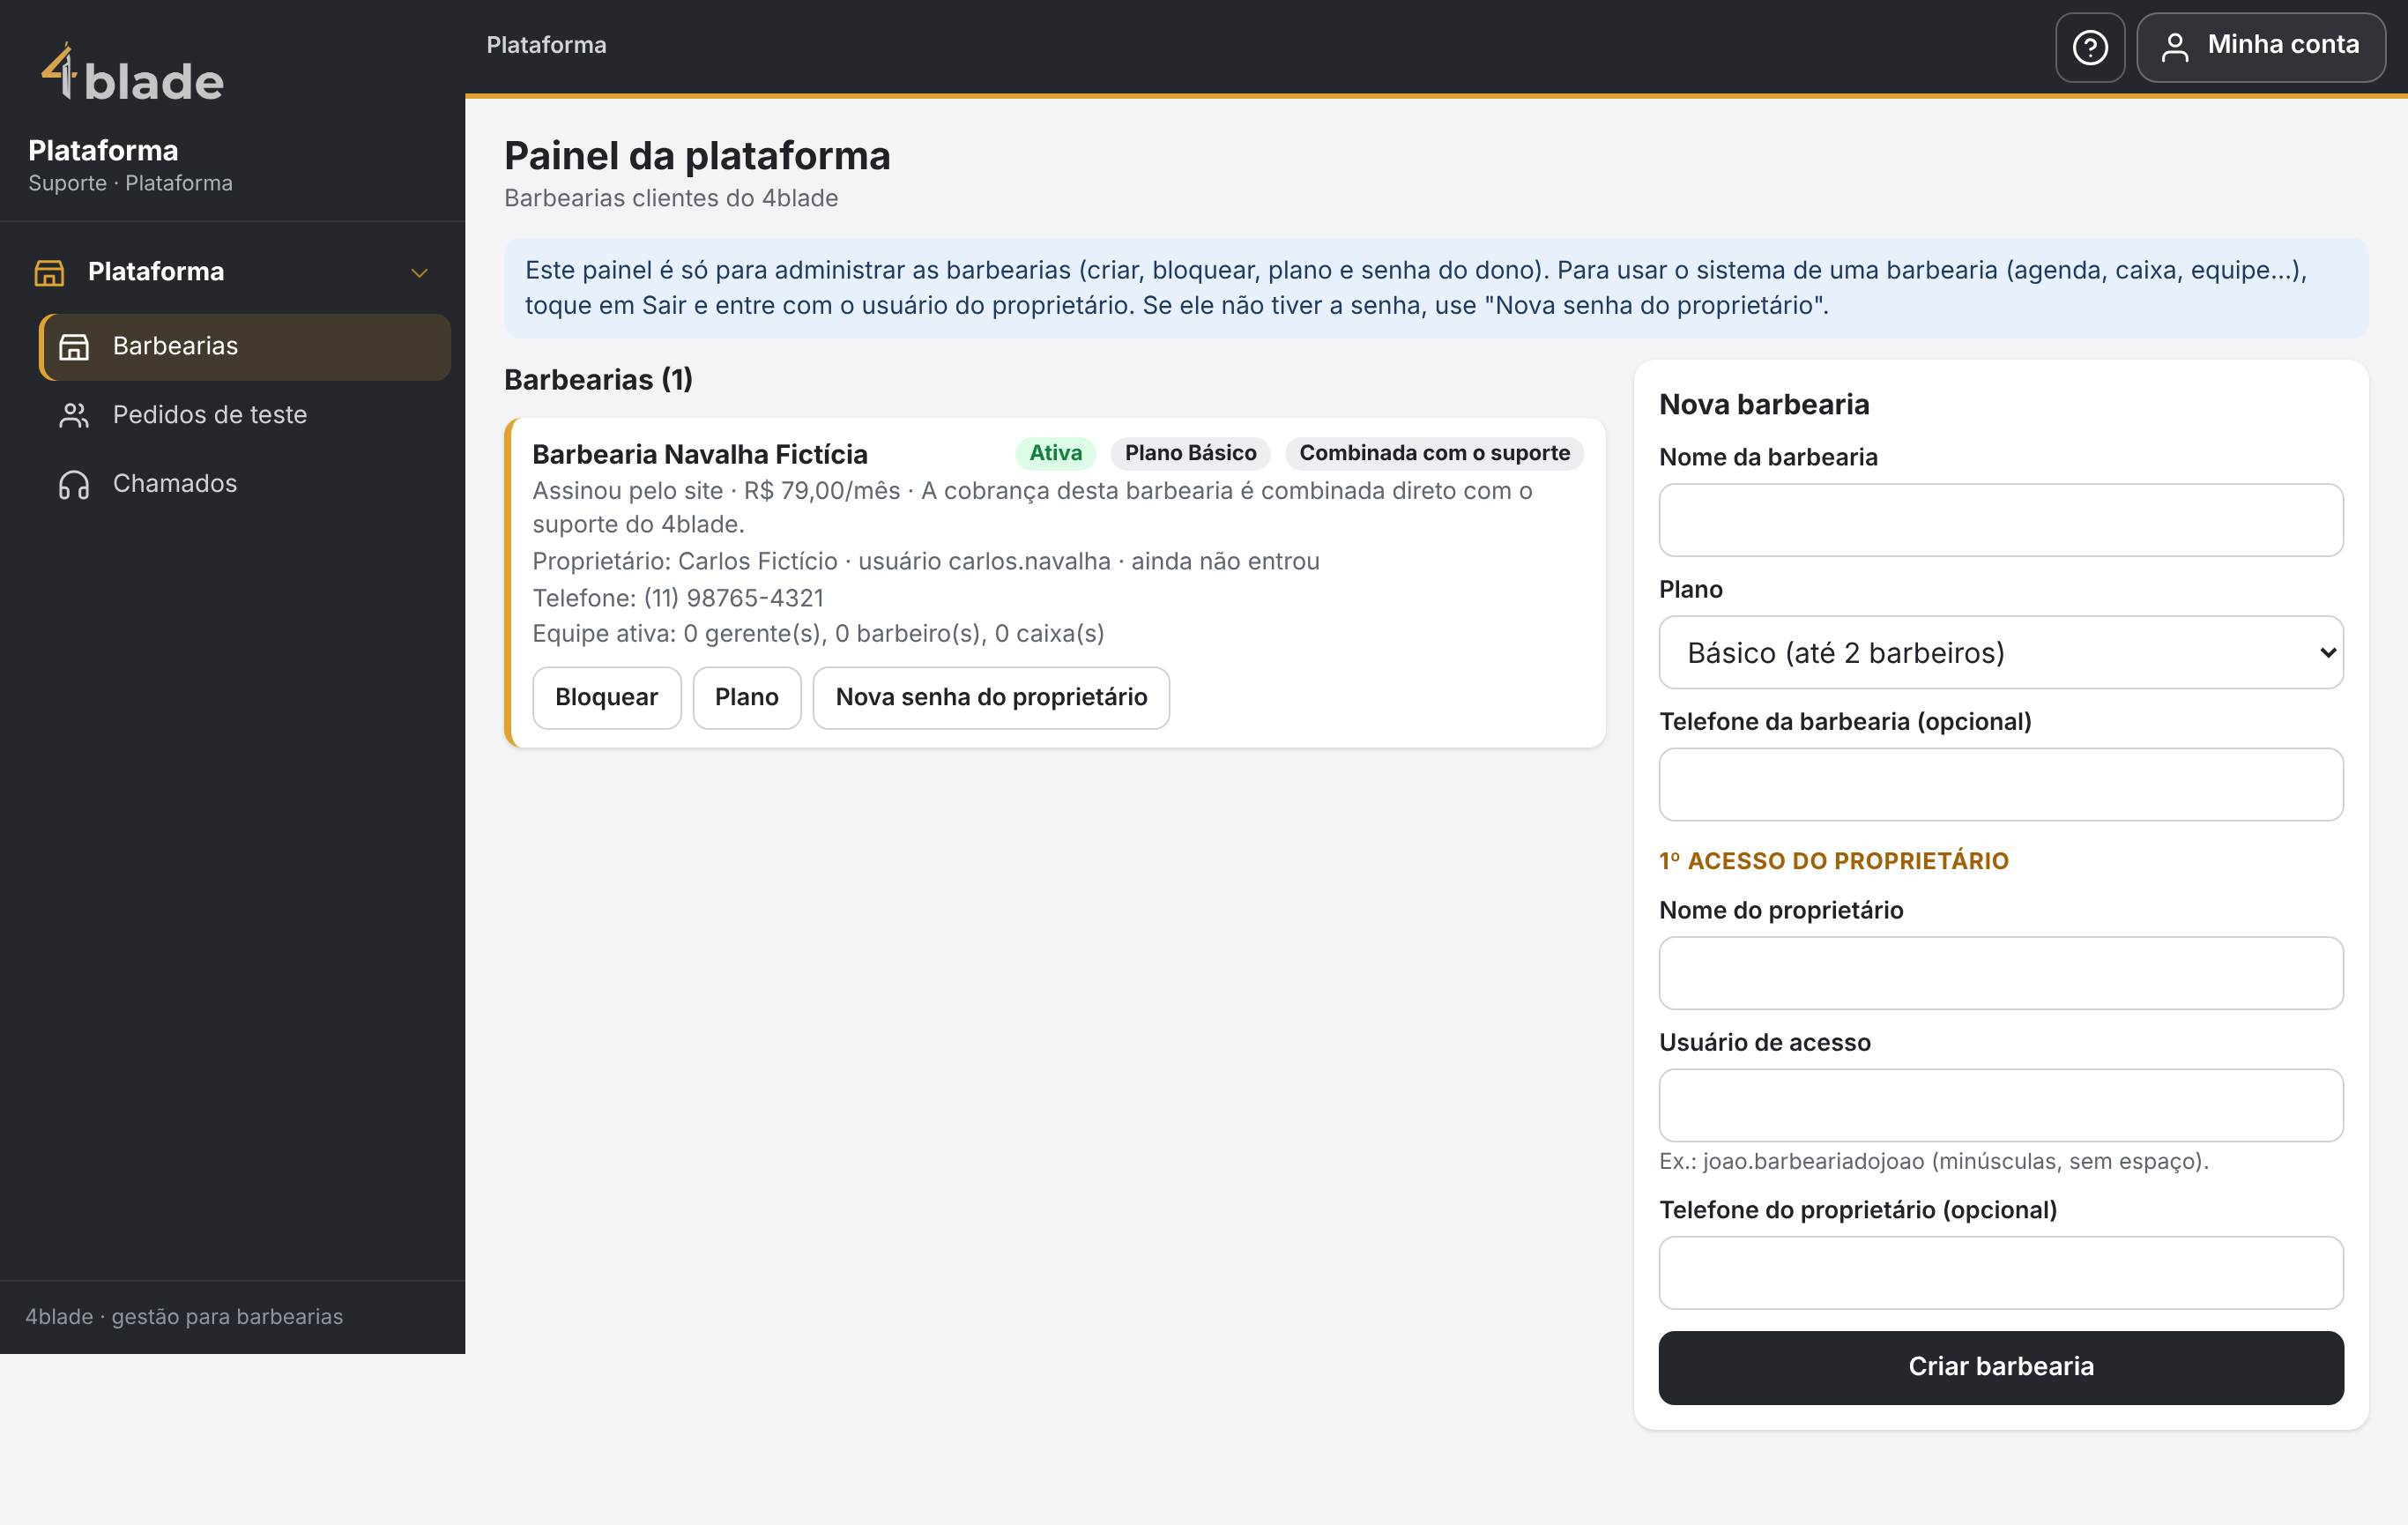 4blade
Plataforma
Suporte · Plataforma
Plataforma
Barbearias
Pedidos de teste
Chamados
4blade · gestão para barbearias
Plataforma
Minha conta
Painel da plataforma
Barbearias clientes do 4blade
Este painel é só para administrar as barbearias (criar, bloquear, plano e senha do dono). Para usar o sistema de uma barbearia (agenda, caixa, equipe...),
toque em Sair e entre com o usuário do proprietário. Se ele não tiver a senha, use "Nova senha do proprietário".
Barbearias (1)
Barbearia Navalha Fictícia Ativa Plano Básico Combinada com o suporte
Assinou pelo site · R$ 79,00/mês · A cobrança desta barbearia é combinada direto com o
suporte do 4blade.
Proprietário: Carlos Fictício · usuário carlos.navalha · ainda não entrou
Telefone: (11) 98765-4321
Equipe ativa: 0 gerente(s), 0 barbeiro(s), 0 caixa(s)
Bloquear Plano Nova senha do proprietário
Nova barbearia
Nome da barbearia
Plano
Básico (até 2 barbeiros)
Telefone da barbearia (opcional)
1º ACESSO DO PROPRIETÁRIO
Nome do proprietário
Usuário de acesso
Ex.: joao.barbeariadojoao (minúsculas, sem espaço).
Telefone do proprietário (opcional)
Criar barbearia